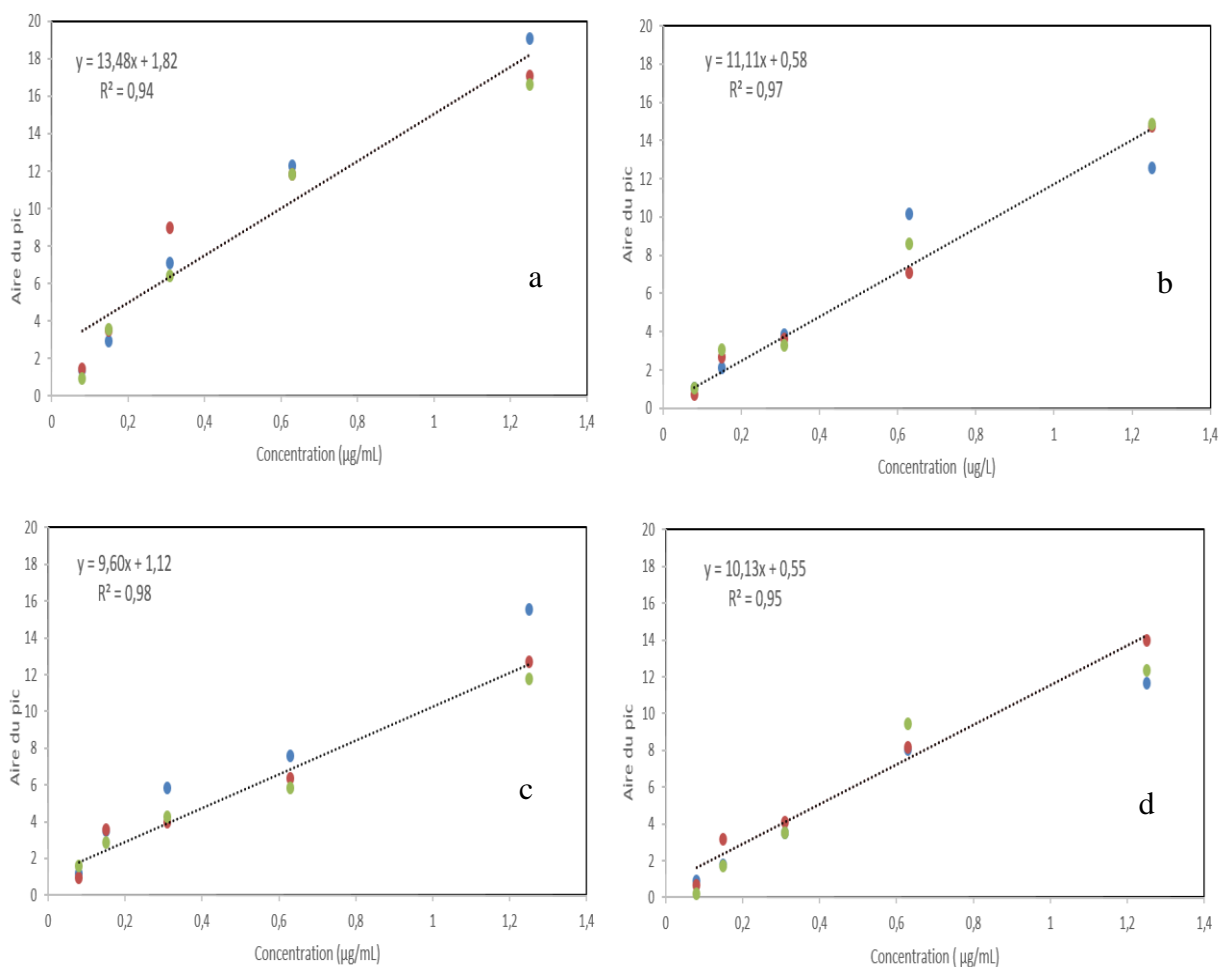 y = 13,48x + 1,82
R² = 0,94
a
Aire du pic
20
18
16
14
12
10
8
6
4
2
0
0 0,2 0,4 0,6 0,8 1 1,2 1,4
Concentration (µg/mL)
y = 11,11x + 0,58
R² = 0,97
b
Aire du pic
20
18
16
14
12
10
8
6
4
2
0
0 0,2 0,4 0,6 0,8 1 1,2 1,4
Concentration (ug/L)
y = 9,60x + 1,12
R² = 0,98
c
Aire du pic
20
18
16
14
12
10
8
6
4
2
0
0 0,2 0,4 0,6 0,8 1 1,2 1,4
Concentration (µg/mL)
y = 10,13x + 0,55
R² = 0,95
d
Aire du pic
20
18
16
14
12
10
8
6
4
2
0
0 0,2 0,4 0,6 0,8 1 1,2 1,4
Concentration ( µg/mL)